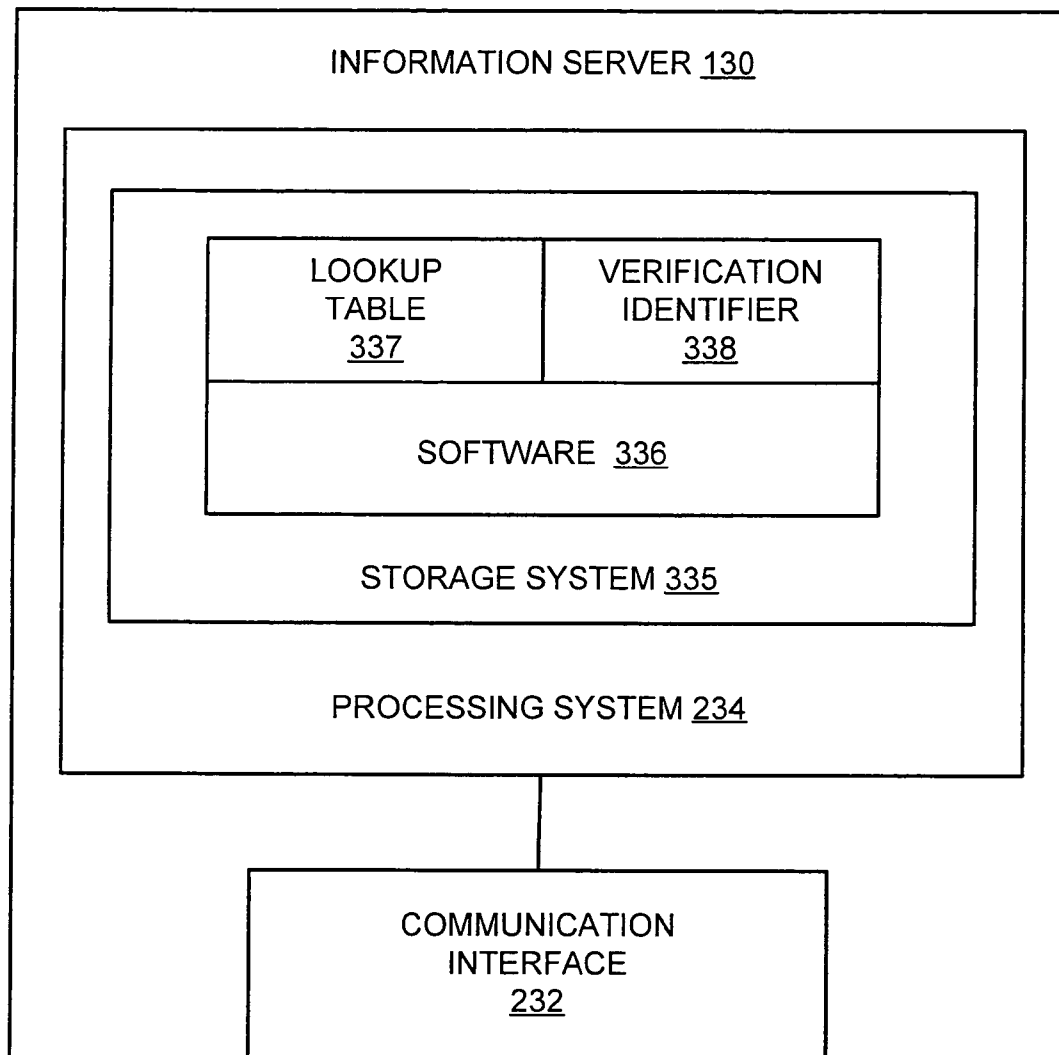 INFORMATION SERVER 130
LOOKUP
TABLE
337
VERIFICATION
IDENTIFIER
338
SOFTWARE 336
STORAGE SYSTEM 335
PROCESSING SYSTEM 234
COMMUNICATION
INTERFACE
232